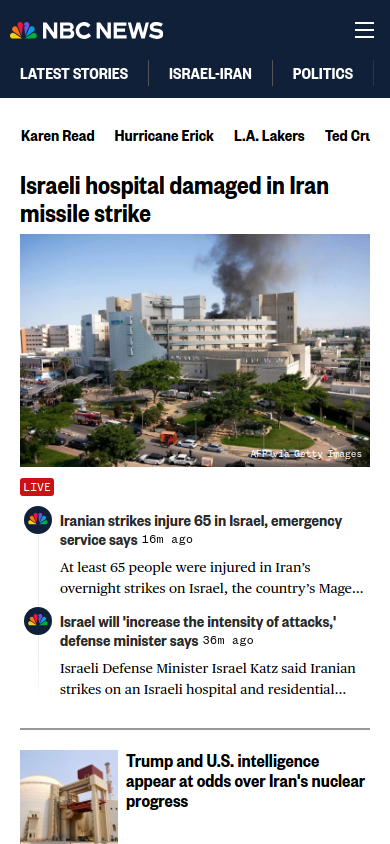 NBC NEWS
LATEST STORIES
ISRAEL-IRAN
POLITICS
Karen Read
Hurricane Erick
L.A. Lakers
Ted Cru
Israeli hospital damaged in Iran
missile strike
AFP via Getty Images
LIVE
Iranian strikes injure 65 in Israel, emergency
service says 16m ago
At least 65 people were injured in Iran’s
overnight strikes on Israel, the country’s Mage…
Israel will 'increase the intensity of attacks,'
defense minister says 36m ago
Israeli Defense Minister Israel Katz said Iranian
strikes on an Israeli hospital and residential…
Trump and U.S. intelligence
appear at odds over Iran's nuclear
progress